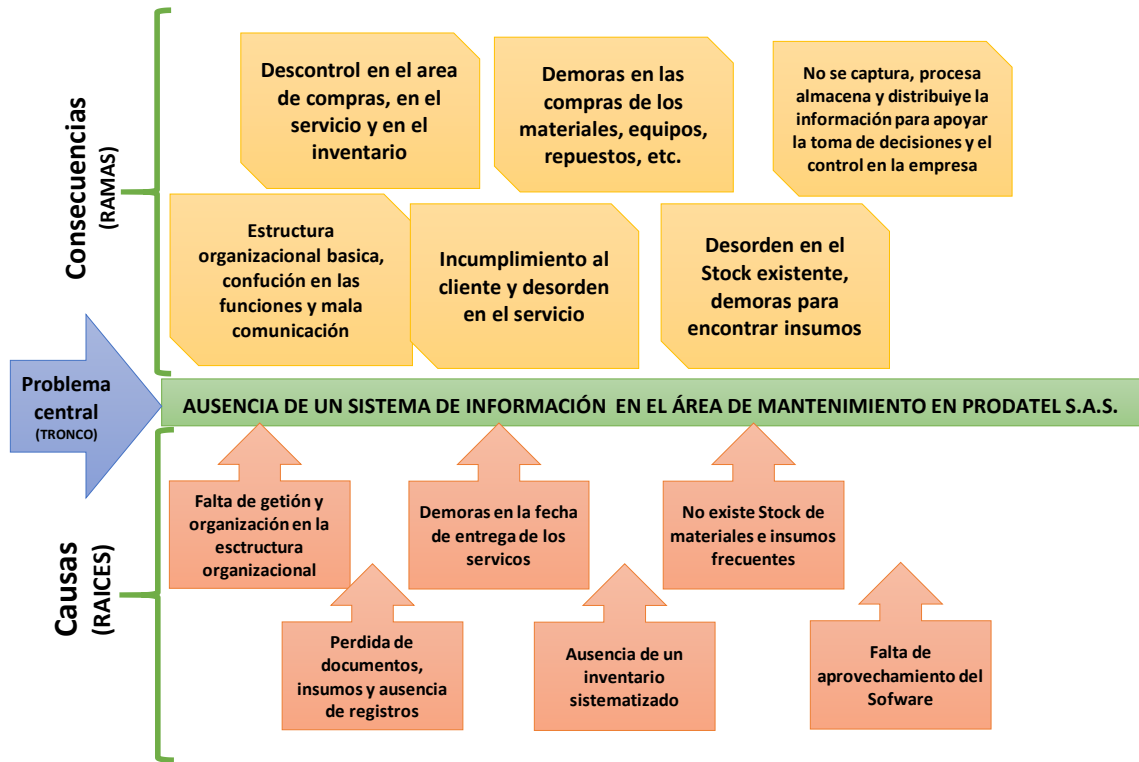 Consecuencias
(RAMAS)
Descontrol en el area
de compras, en el
servicio y en el
inventario
Demoras en las
compras de los
materiales, equipos,
repuestos, etc.
No se captura, procesa
almacena y distribuiye la
información para apoyar
la toma de decisiones y el
control en la empresa
Estructura
organizacional basica,
confución en las
funciones y mala
comunicación
Incumplimiento al
cliente y desorden
en el servicio
Desorden en el
Stock existente,
demoras para
encontrar insumos
Problema
central
(TRONCO)
AUSENCIA DE UN SISTEMA DE INFORMACIÓN EN EL ÁREA DE MANTENIMIENTO EN PRODATEL S.A.S.
Causas
(RAICES)
Falta de getión y
organización en la
esctructura
organizacional
Demoras en la fecha
de entrega de los
servicos
No existe Stock de
materiales e insumos
frecuentes
Perdida de
documentos,
insumos y ausencia
de registros
Ausencia de un
inventario
sistematizado
Falta de
aprovechamiento del
Sofware